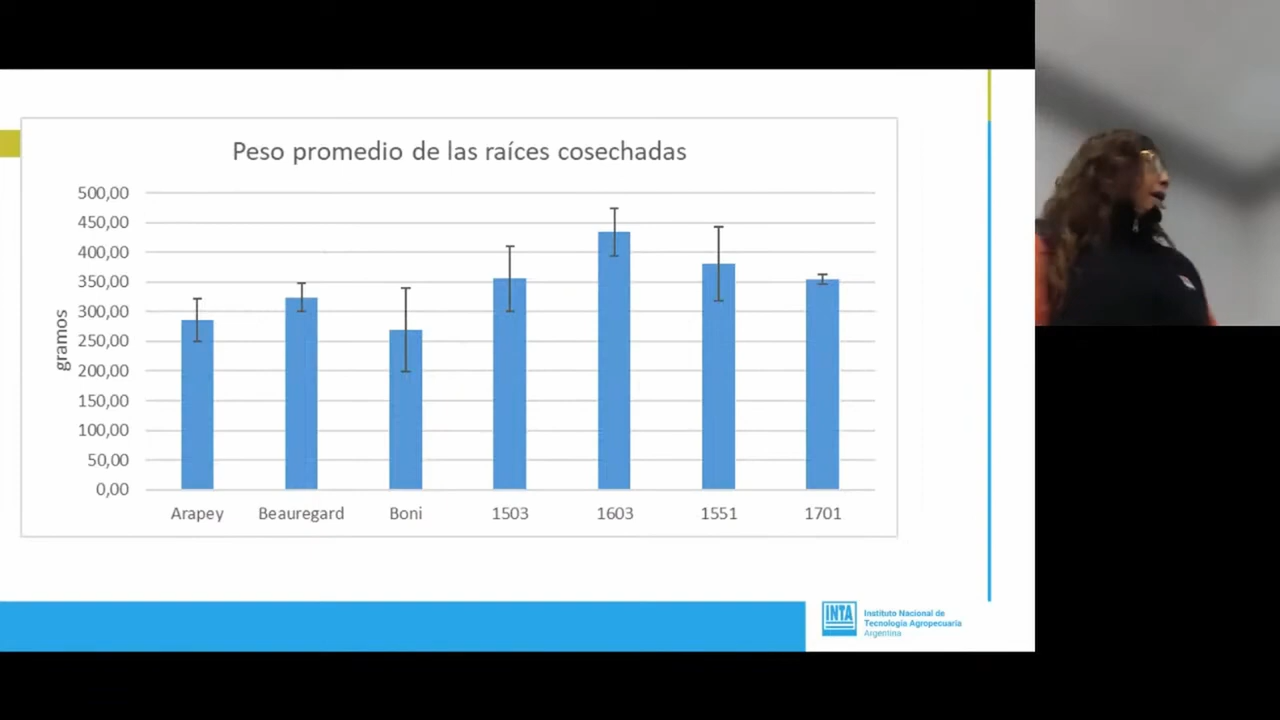 Peso promedio de las raíces cosechadas
500,00
450,00
400,00
350,00
300,00
250,00
200,00
150,00
100,00
50,00
0,00
gramos
Arapey Beauregard Boni 1503 1603 1551 1701
INTA
Instituto Nacional de
Tecnología Agropecuaria
Argentina